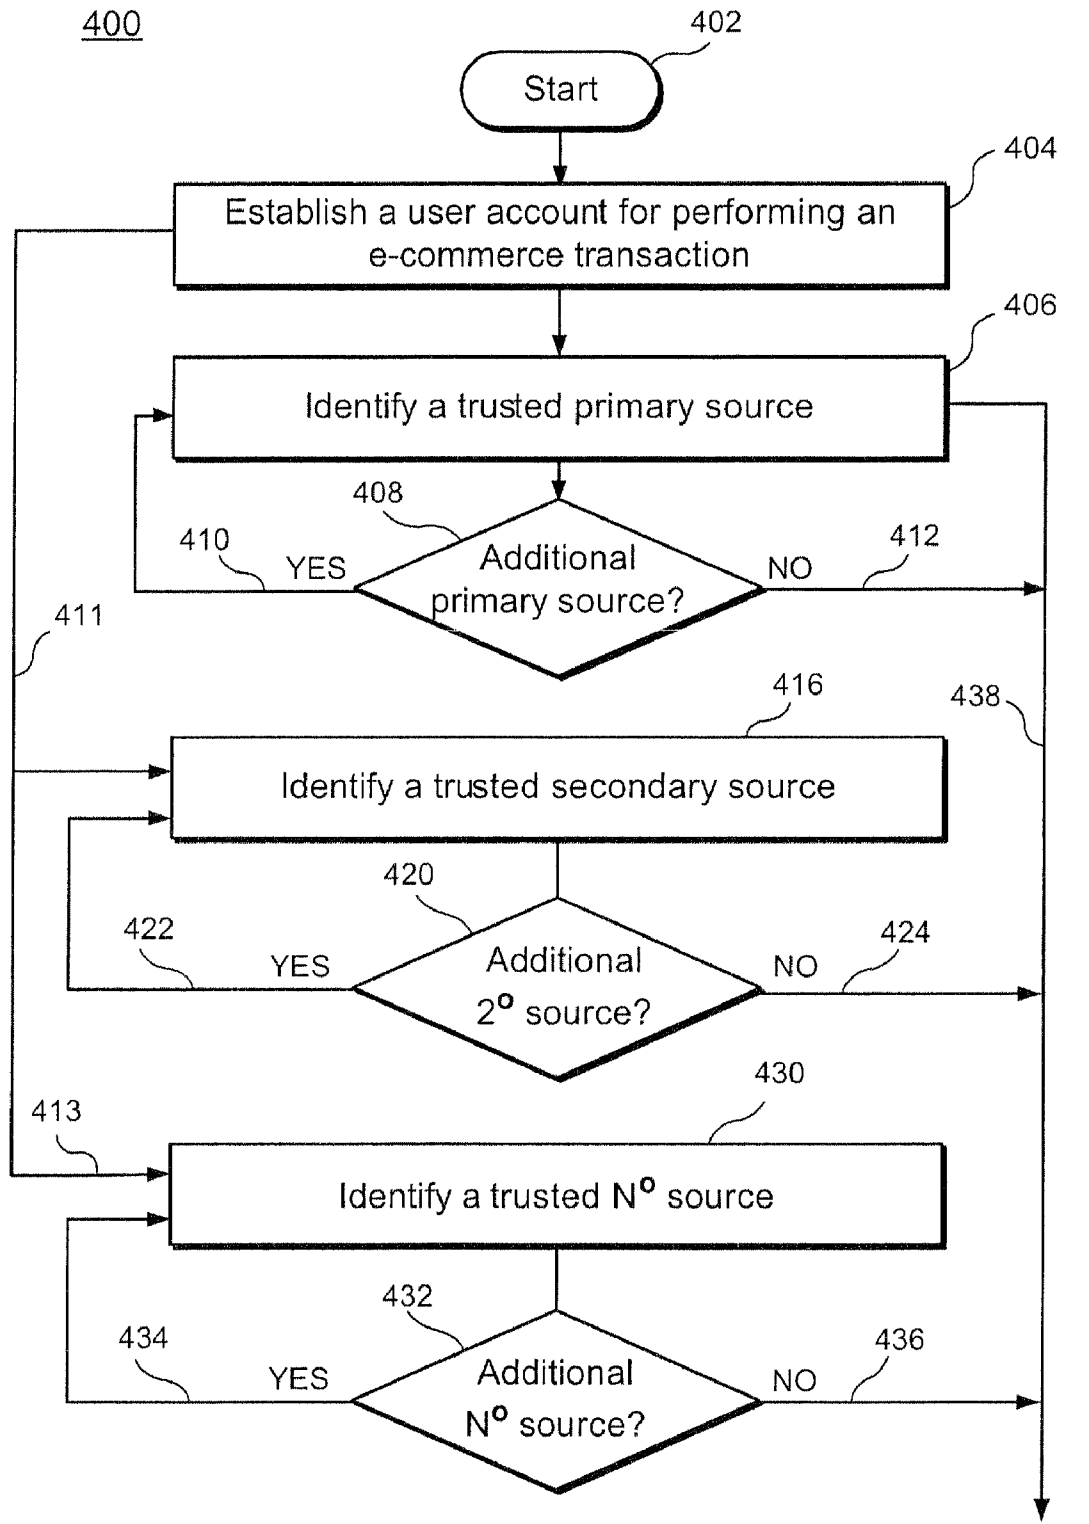 400
402
Start
404
Establish a user account for performing an
e-commerce transaction
406
Identify a trusted primary source
408
410
YES
Additional
primary source?
NO
412
411
416
438
Identify a trusted secondary source
420
422
YES
Additional
2° source?
NO
424
430
413
Identify a trusted N° source
432
434
YES
Additional
N° source?
NO
436